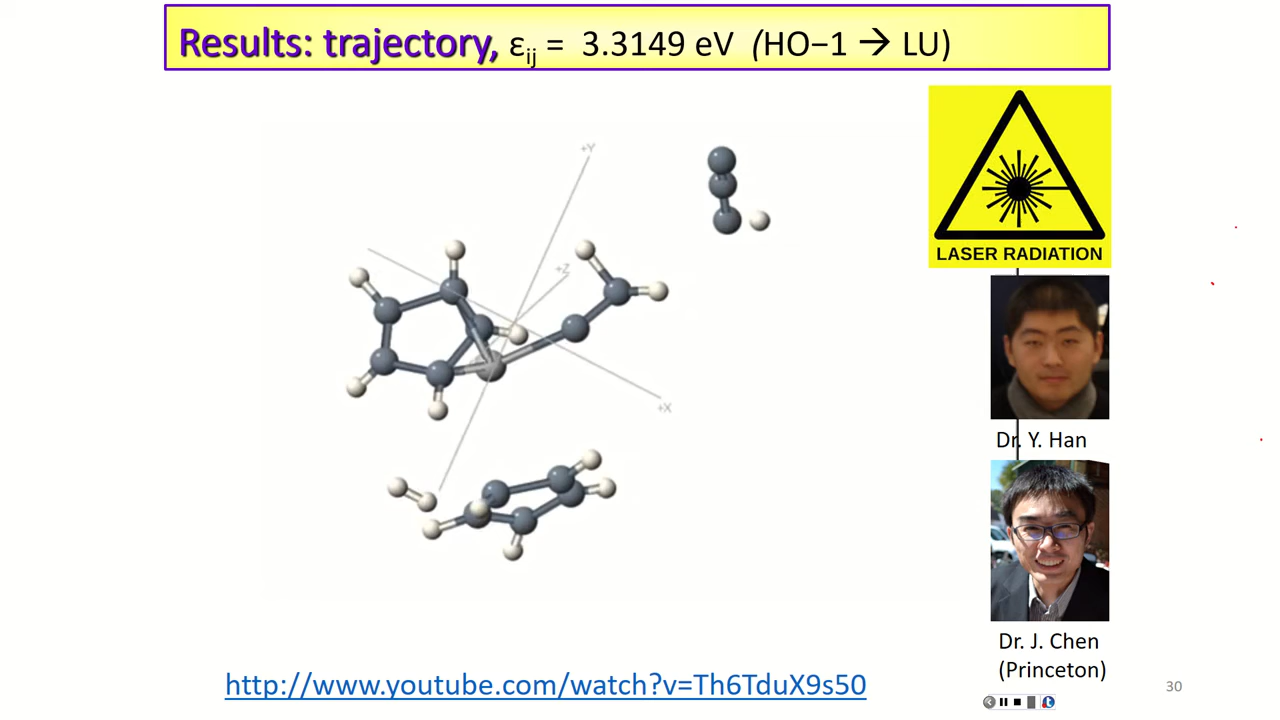 Results: trajectory, εij = 3.3149 eV (HO−1 → LU)
+Y
+Z
+X
LASER RADIATION
Dr. Y. Han
Dr. J. Chen
(Princeton)
http://www.youtube.com/watch?v=Th6TduX9s50
30